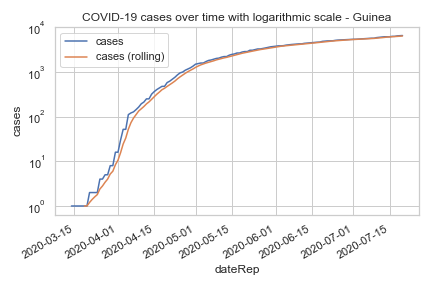 COVID-19 cases over time with logarithmic scale - Guinea
cases
cases (rolling)
10⁴
10³
10²
10¹
10⁰
cases
2020-03-15
2020-04-01
2020-04-15
2020-05-01
2020-05-15
2020-06-01
2020-06-15
2020-07-01
2020-07-15
dateRep